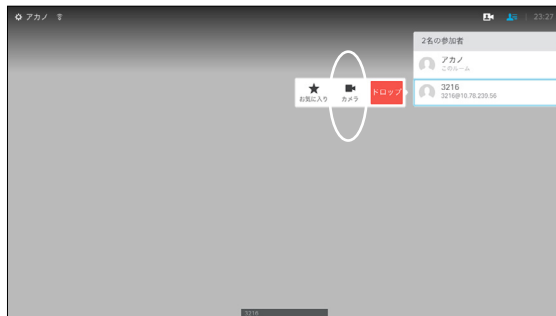 アカノ
23:27
2名の参加者
アカノ
このルーム
3216
3216@10.78.239.56
お気に入り
カメラ
ドロップ
3216